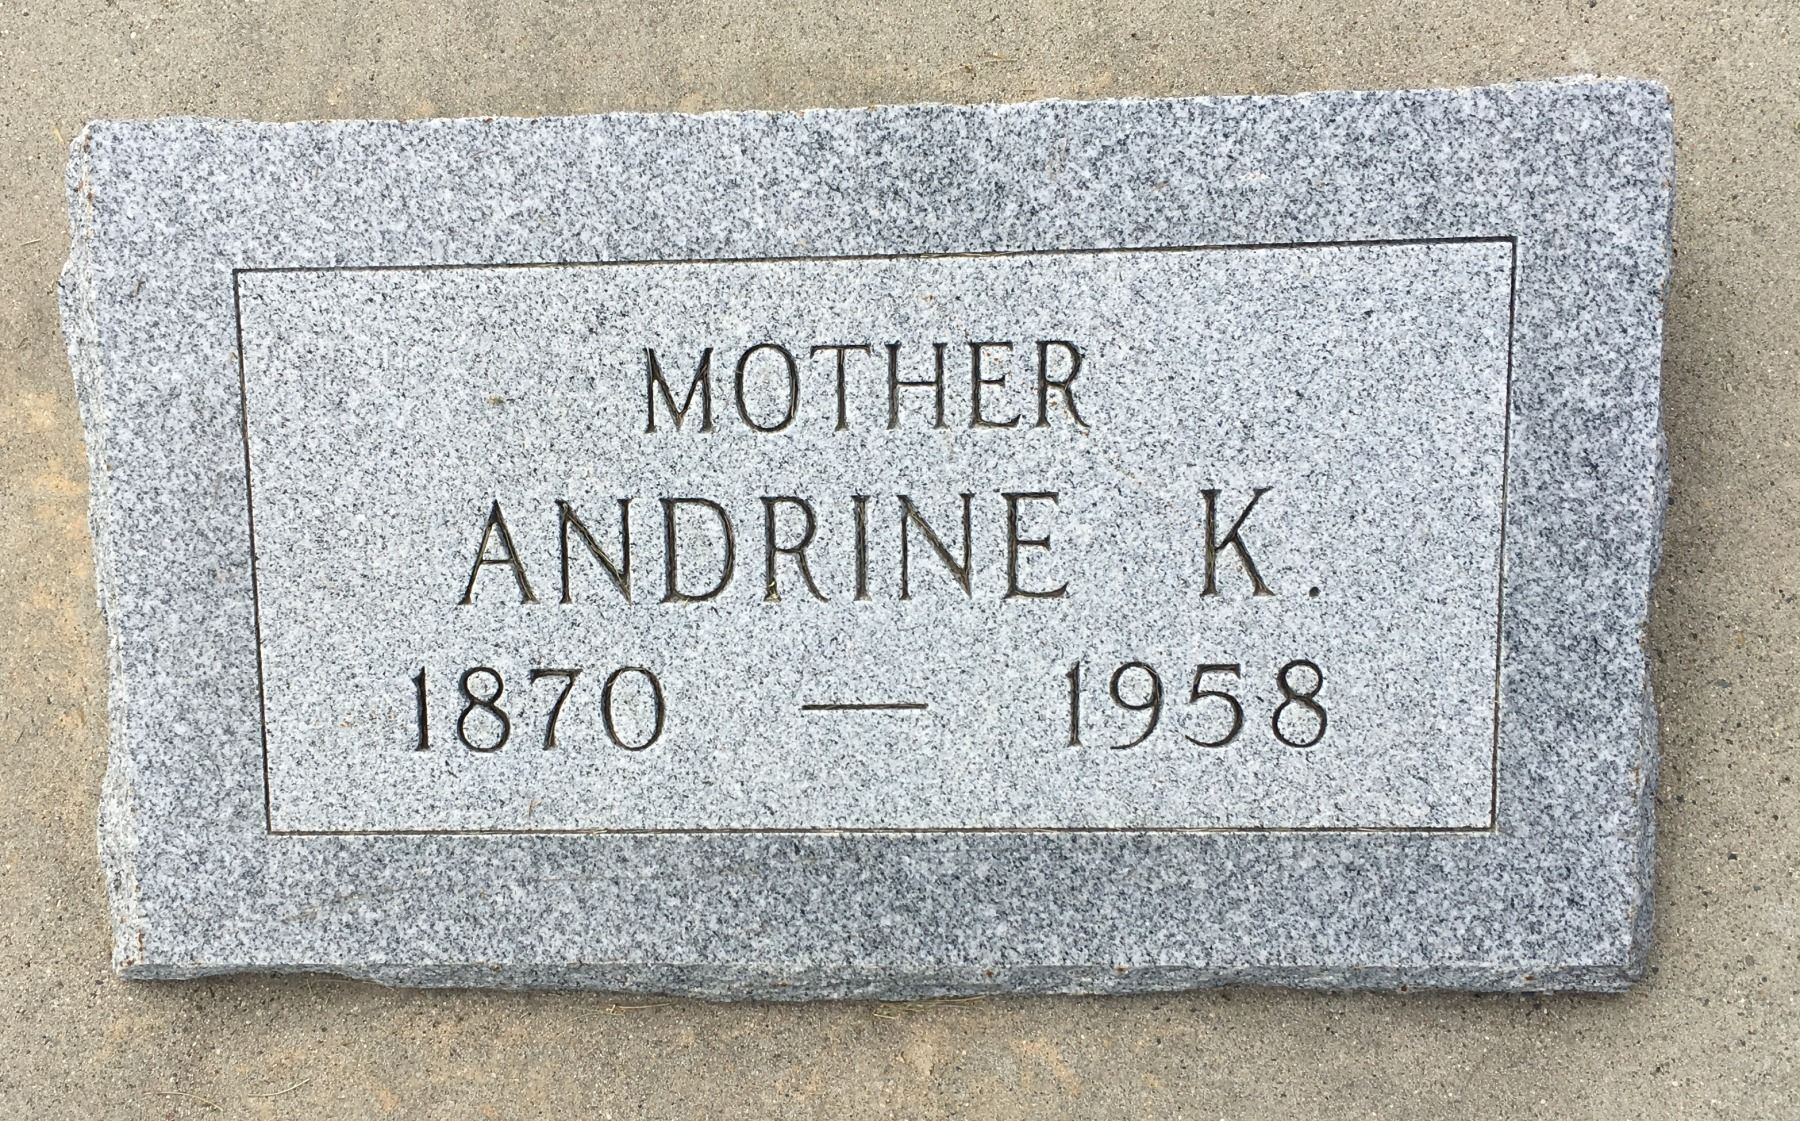 MOTHER
ANDRINE K.
1870 — 1958